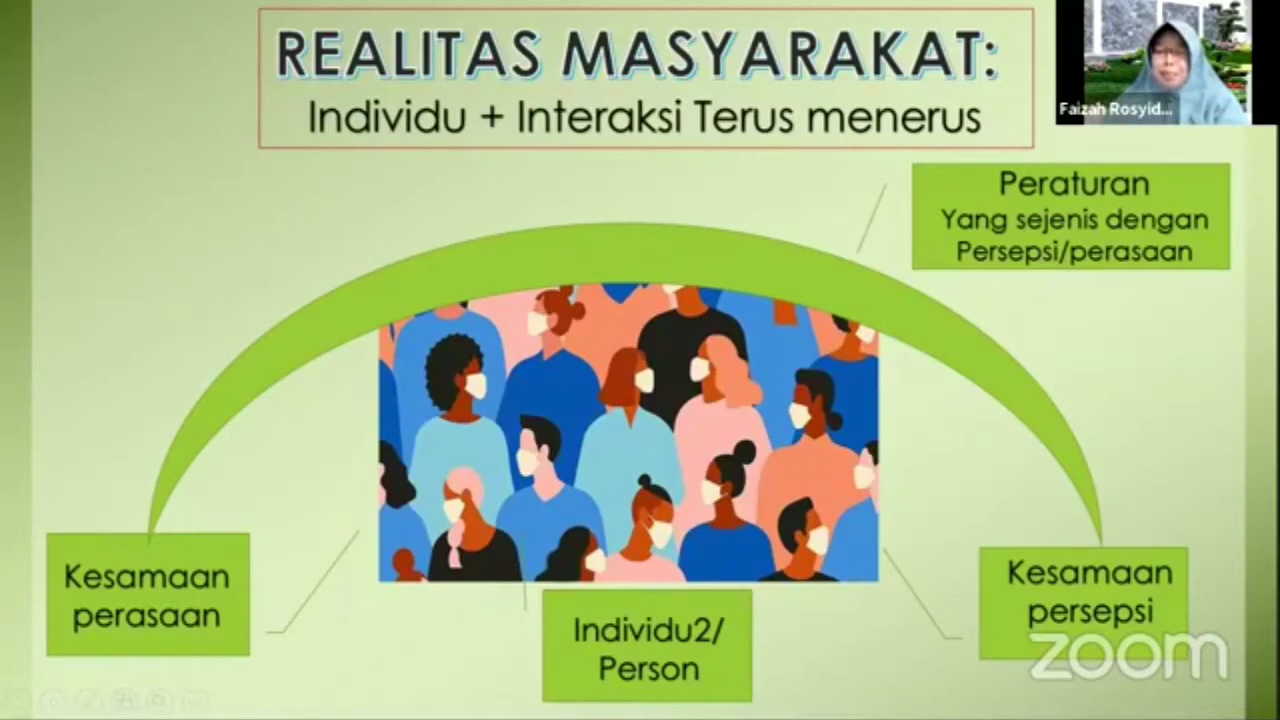 REALITAS MASYARAKAT:
Individu + Interaksi Terus menerus
Faizah Rosyid...
Peraturan
Yang sejenis dengan
Persepsi/perasaan
Kesamaan
perasaan
Individu2/
Person
Kesamaan
persepsi
zoom